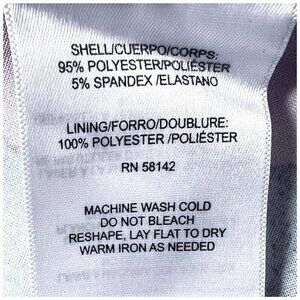 SHELL/CUERPO/CORPS:
95% POLYESTER/POLIÉSTER
5% SPANDEX /ELASTANO
LINING/FORRO/DOUBLURE:
100% POLYESTER /POLIÉSTER
RN 58142
MACHINE WASH COLD
DO NOT BLEACH
RESHAPE, LAY FLAT TO DRY
WARM IRON AS NEEDED